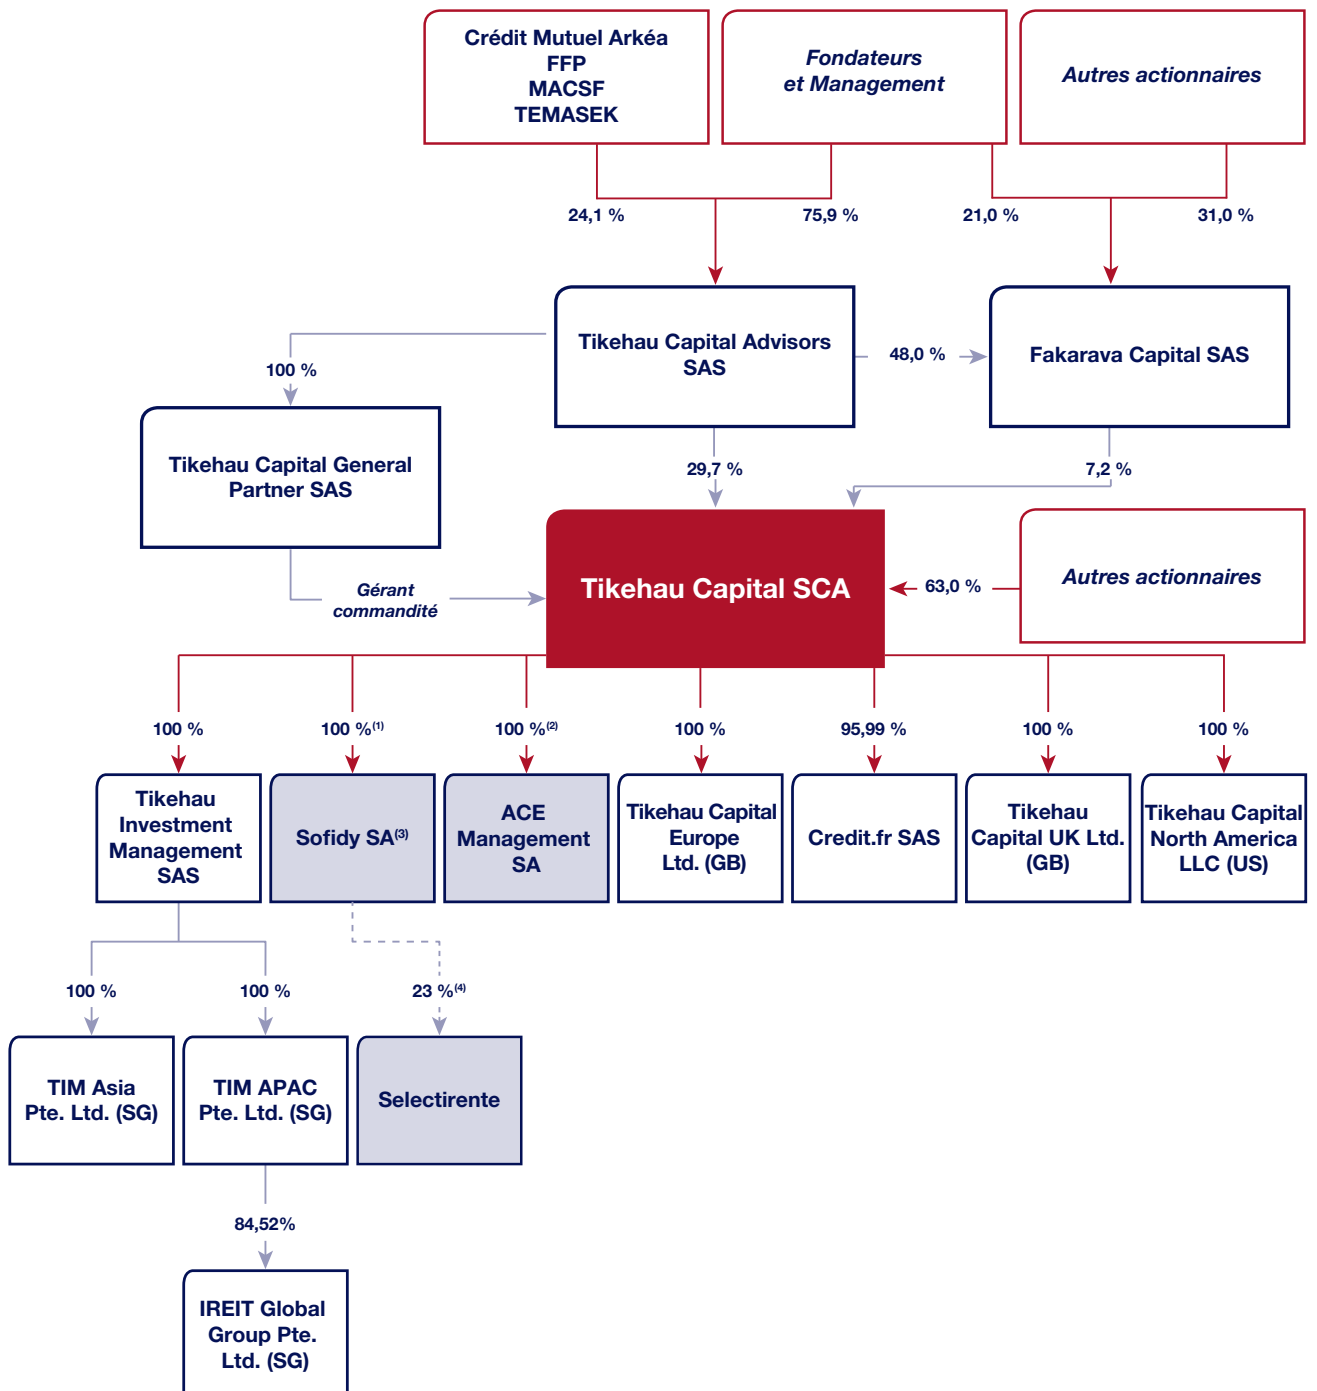 Crédit Mutuel Arkéa
FFP
MACSF
TEMASEK
Fondateurs
et Management
Autres actionnaires
24,1 %
75,9 %
21,0 %
31,0 %
Tikehau Capital Advisors
SAS
48,0 %
Fakarava Capital SAS
100 %
Tikehau Capital General
Partner SAS
29,7 %
7,2 %
Gérant
commandité
Tikehau Capital SCA
63,0 %
Autres actionnaires
100 %
100 %(1)
100 %(2)
100 %
95,99 %
100 %
100 %
Tikehau
Investment
Management
SAS
Sofidy SA(3)
ACE
Management
SA
Tikehau Capital
Europe
Ltd. (GB)
Credit.fr SAS
Tikehau
Capital UK Ltd.
(GB)
Tikehau Capital
North America
LLC (US)
100 %
100 %
23 %(4)
TIM Asia
Pte. Ltd. (SG)
TIM APAC
Pte. Ltd. (SG)
Selectirente
84,52%
IREIT Global
Group Pte.
Ltd. (SG)